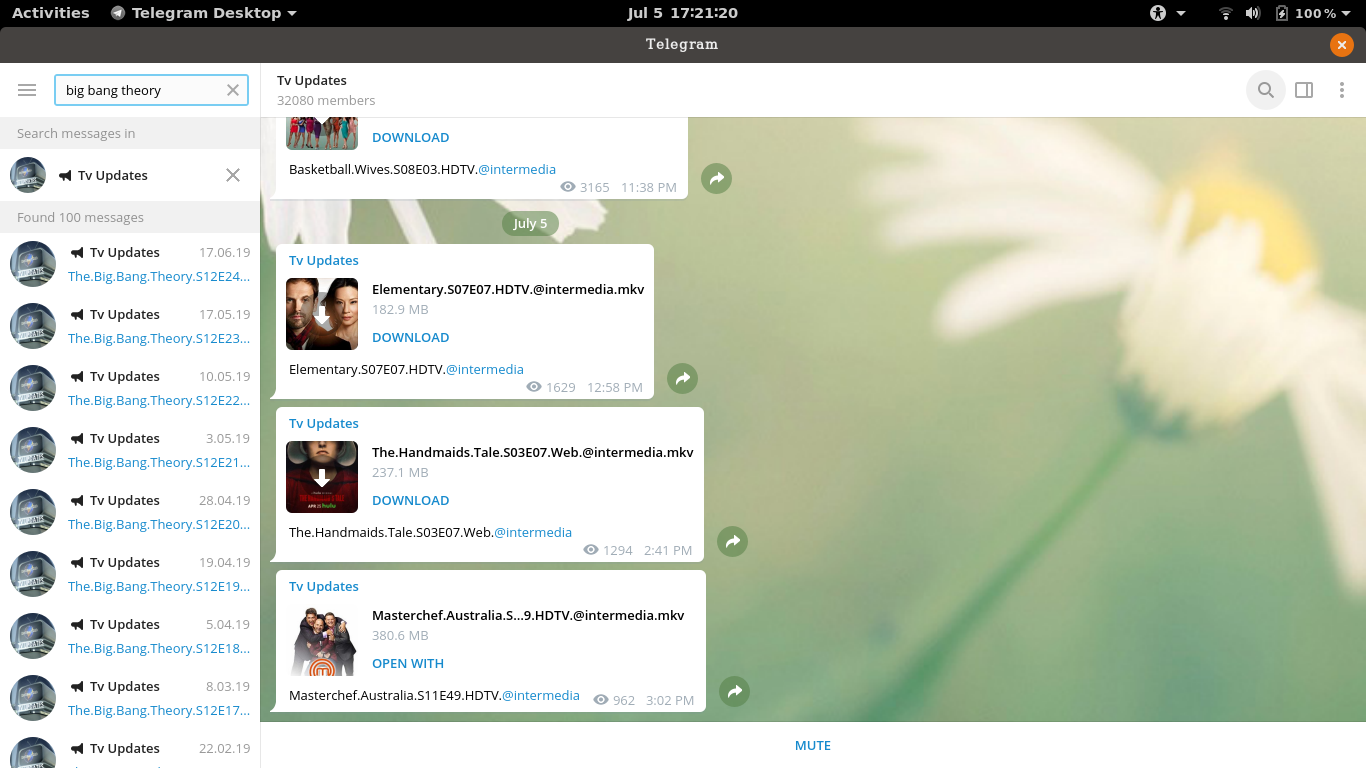 Activities Telegram Desktop Jul 5 17:21:20 100 %
Telegram
big bang theory
Search messages in
Tv Updates
Found 100 messages
Tv Updates 17.06.19
The.Big.Bang.Theory.S12E24...
Tv Updates 17.05.19
The.Big.Bang.Theory.S12E23...
Tv Updates 10.05.19
The.Big.Bang.Theory.S12E22...
Tv Updates 3.05.19
The.Big.Bang.Theory.S12E21...
Tv Updates 28.04.19
The.Big.Bang.Theory.S12E20...
Tv Updates 19.04.19
The.Big.Bang.Theory.S12E19...
Tv Updates 5.04.19
The.Big.Bang.Theory.S12E18...
Tv Updates 8.03.19
The.Big.Bang.Theory.S12E17...
Tv Updates 22.02.19
Tv Updates
32080 members
DOWNLOAD
Basketball.Wives.S08E03.HDTV.@intermedia
3165 11:38 PM
July 5
Tv Updates
Elementary.S07E07.HDTV.@intermedia.mkv
182.9 MB
DOWNLOAD
Elementary.S07E07.HDTV.@intermedia
1629 12:58 PM
Tv Updates
The.Handmaids.Tale.S03E07.Web.@intermedia.mkv
237.1 MB
DOWNLOAD
The.Handmaids.Tale.S03E07.Web.@intermedia
1294 2:41 PM
Tv Updates
Masterchef.Australia.S...9.HDTV.@intermedia.mkv
380.6 MB
OPEN WITH
Masterchef.Australia.S11E49.HDTV.@intermedia
962 3:02 PM
MUTE